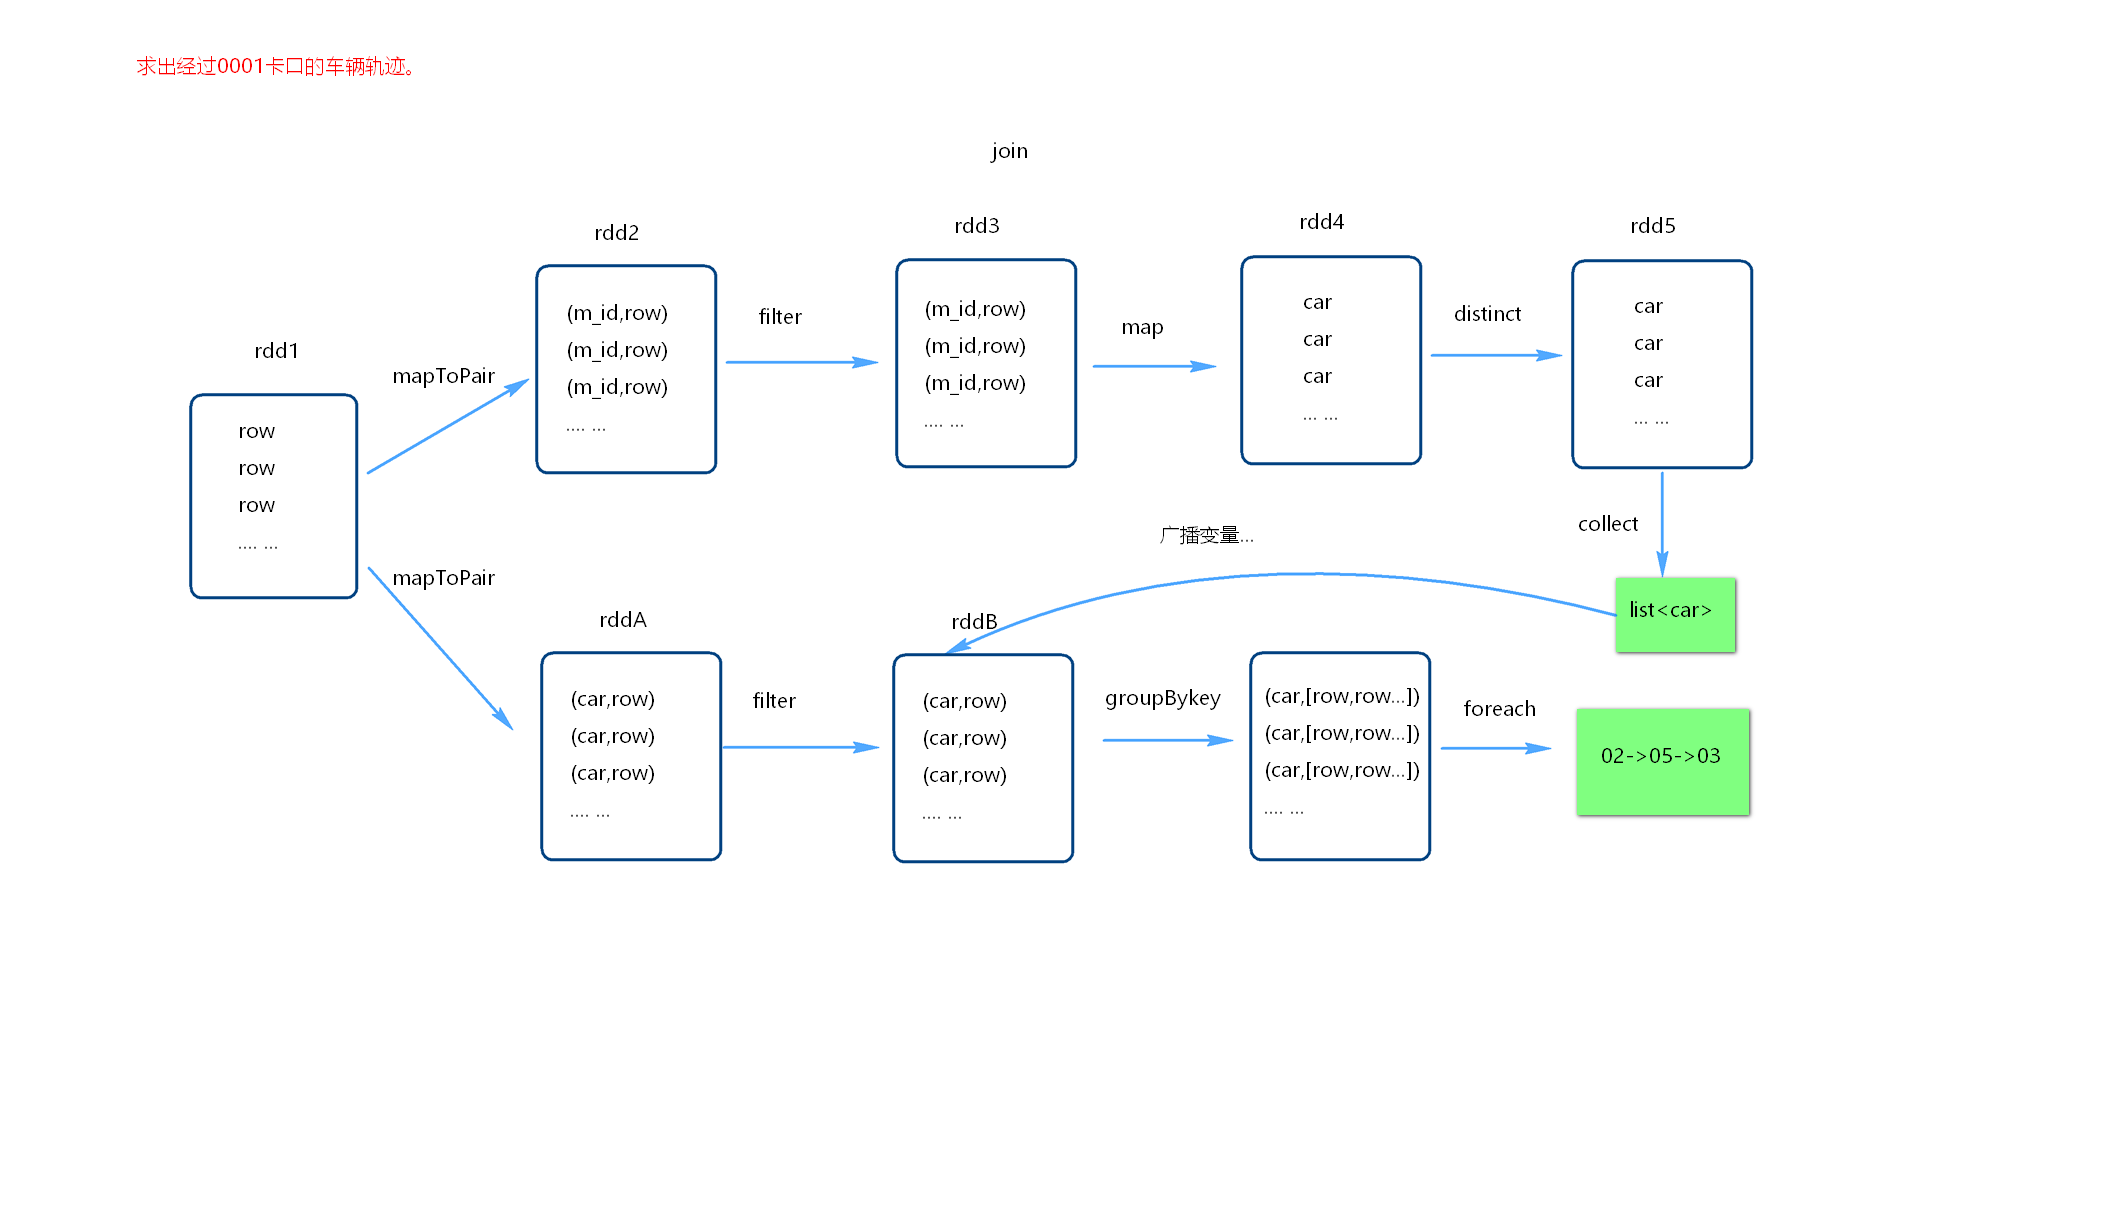 求出经过0001卡口的车辆轨迹。
join
rdd1
row
row
row
.... ...
mapToPair
rdd2
(m_id,row)
(m_id,row)
(m_id,row)
.... ...
filter
rdd3
(m_id,row)
(m_id,row)
(m_id,row)
.... ...
map
rdd4
car
car
car
... ...
distinct
rdd5
car
car
car
... ...
collect
list<car>
广播变量...
mapToPair
rddA
(car,row)
(car,row)
(car,row)
.... ...
filter
rddB
(car,row)
(car,row)
(car,row)
.... ...
groupBykey
(car,[row,row...])
(car,[row,row...])
(car,[row,row...])
.... ...
foreach
02->05->03